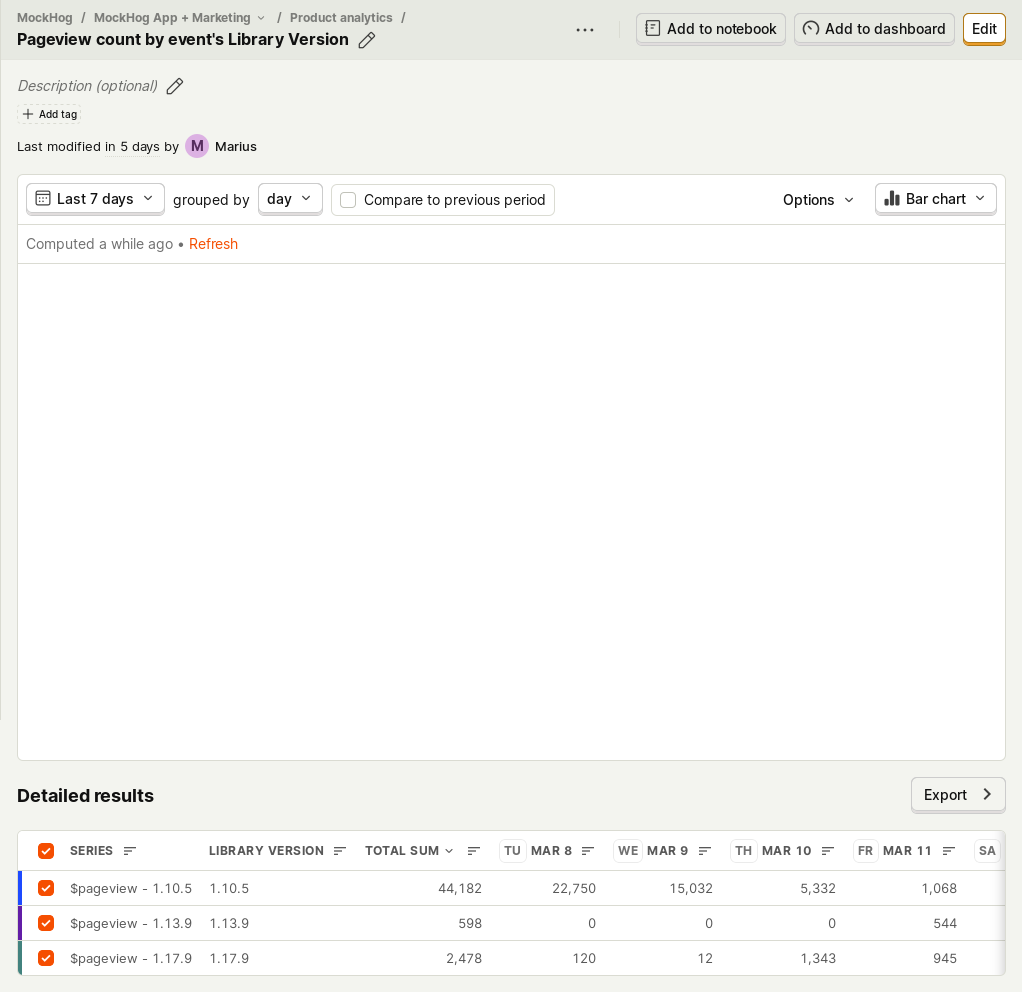 MockHog / MockHog App + Marketing / Product analytics /
Pageview count by event's Library Version
Add to notebook
Add to dashboard
Edit
Description (optional)
Add tag
Last modified in 5 days by M Marius
Last 7 days grouped by day Compare to previous period Options Bar chart
Computed a while ago • Refresh
Detailed results
Export
SERIES LIBRARY VERSION TOTAL SUM TU MAR 8 WE MAR 9 TH MAR 10 FR MAR 11 SA
$pageview - 1.10.5 1.10.5 44,182 22,750 15,032 5,332 1,068
$pageview - 1.13.9 1.13.9 598 0 0 0 544
$pageview - 1.17.9 1.17.9 2,478 120 12 1,343 945